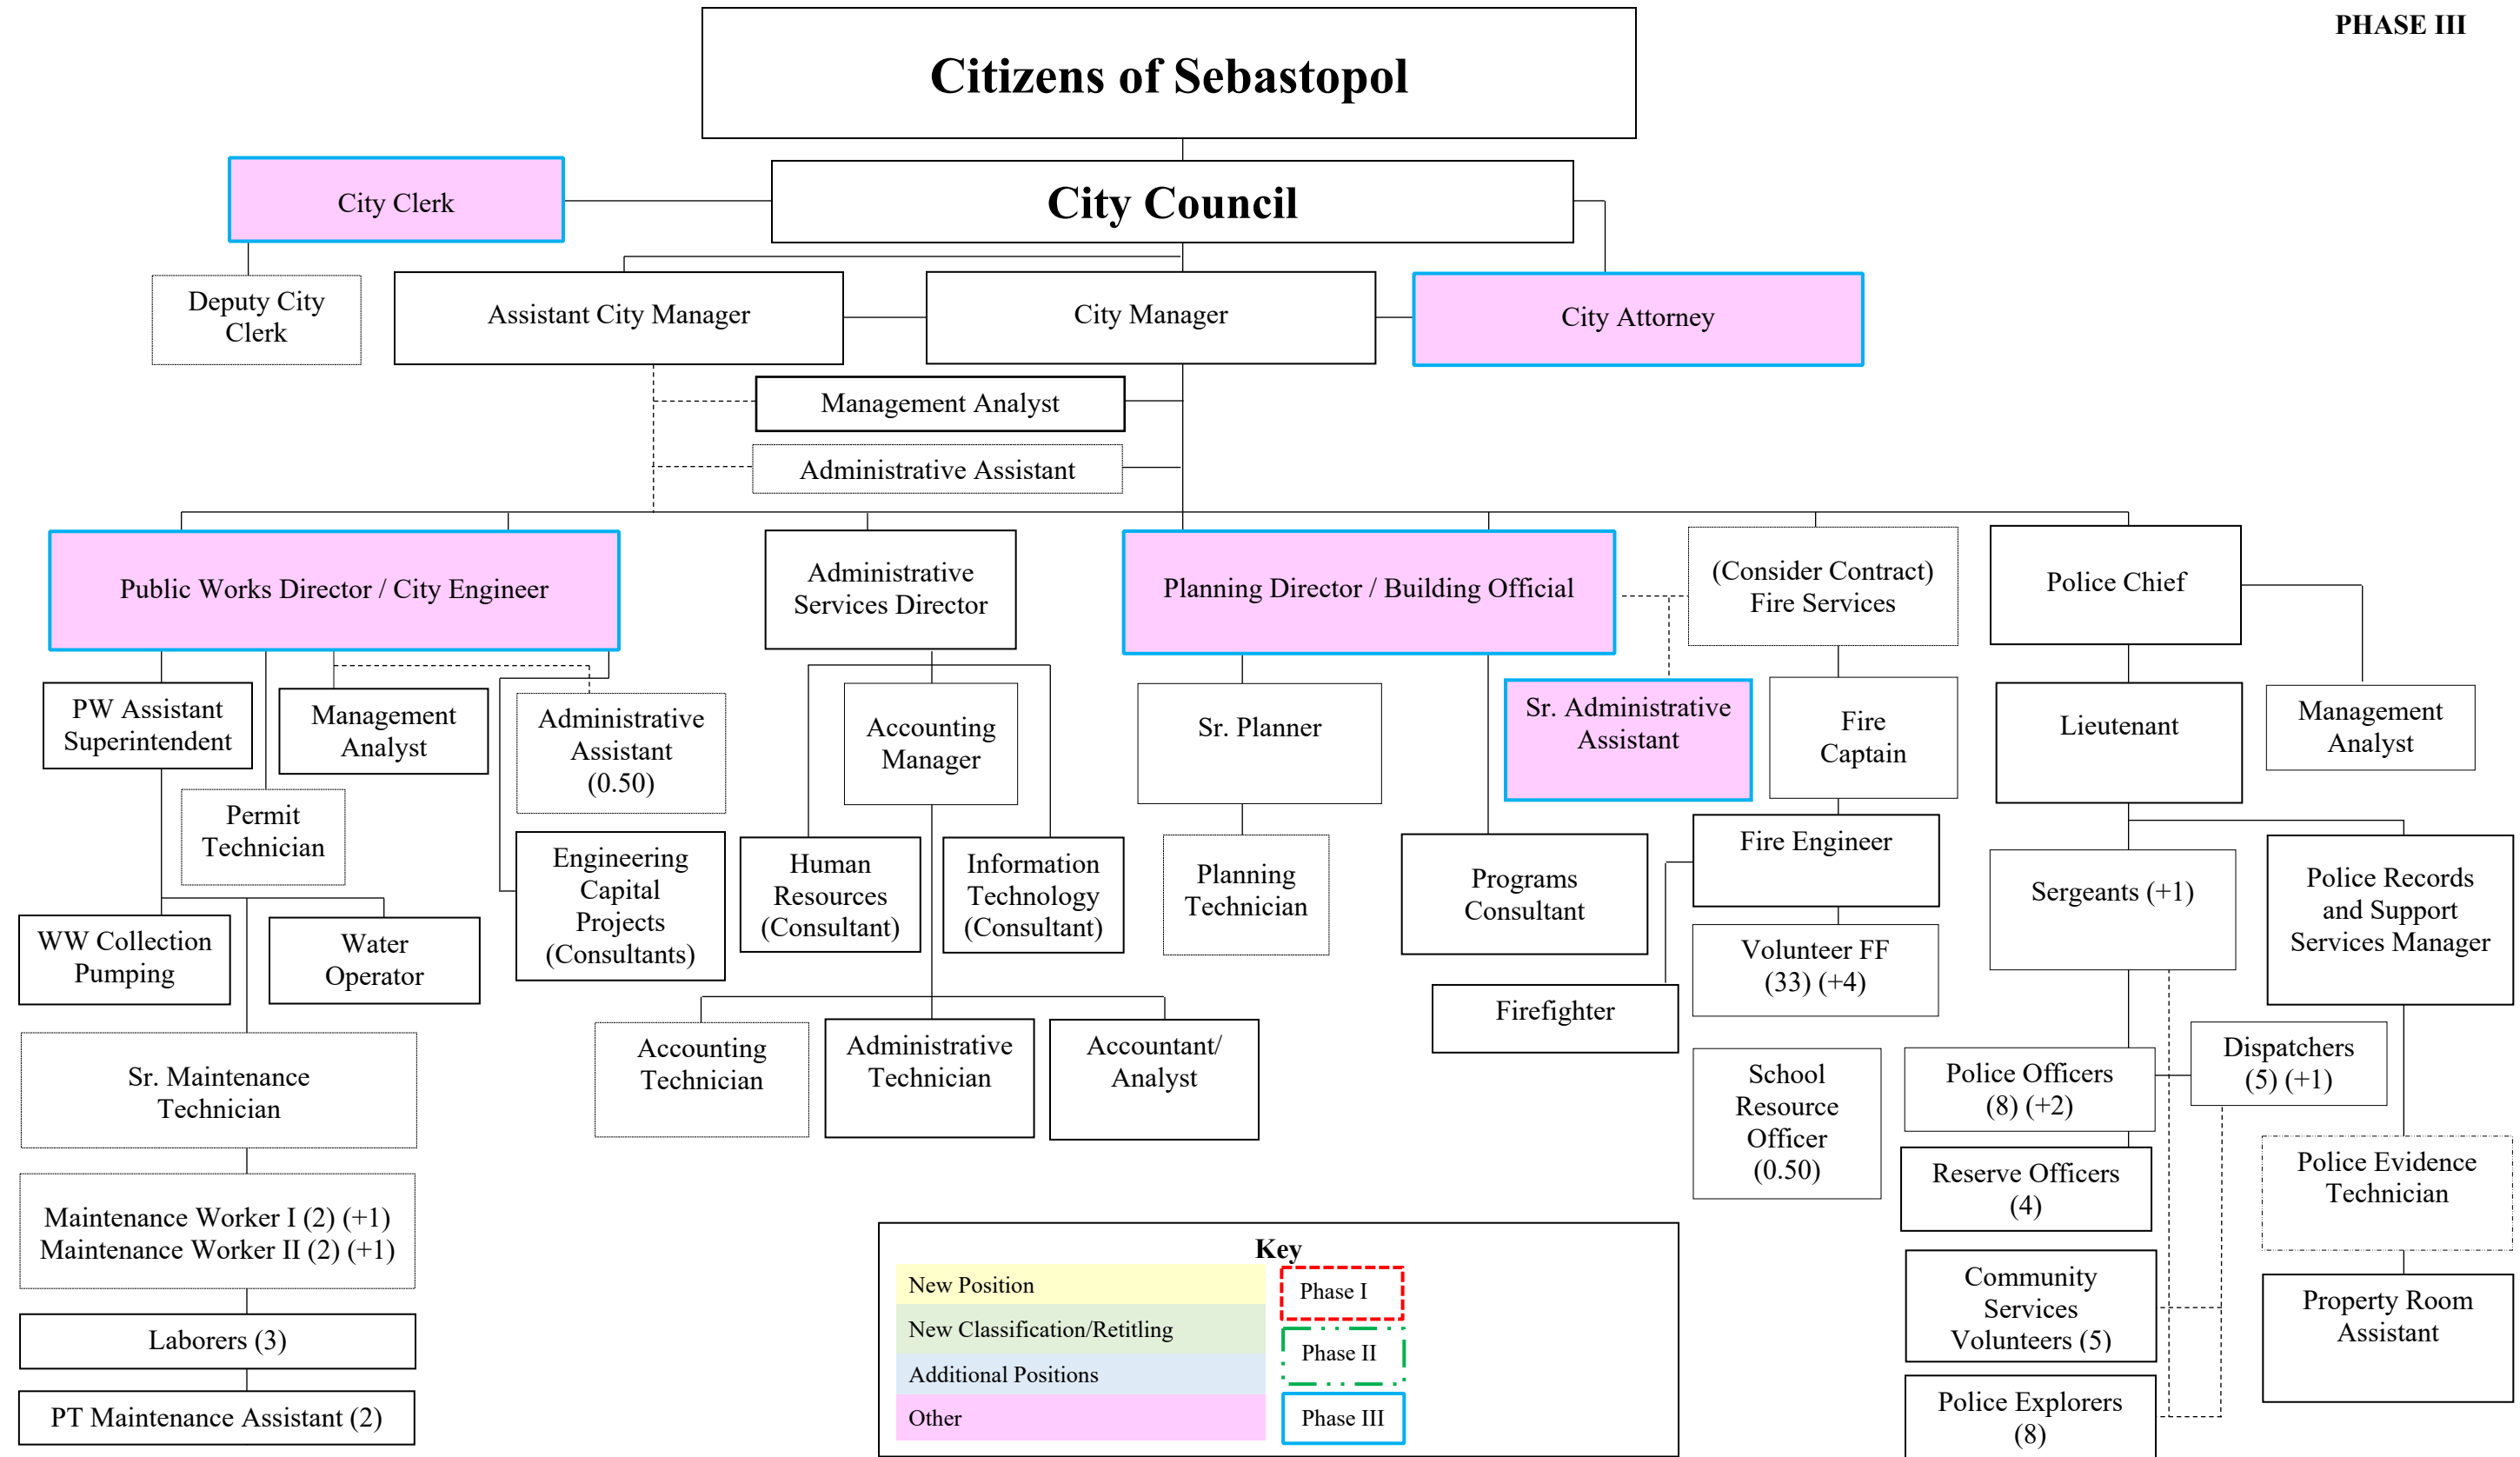 PHASE III
Citizens of Sebastopol
City Clerk
City Council
Deputy City
Clerk
Assistant City Manager
City Manager
City Attorney
Management Analyst
Administrative Assistant
Public Works Director / City Engineer
Administrative
Services Director
Planning Director / Building Official
(Consider Contract)
Fire Services
Police Chief
PW Assistant
Superintendent
Management
Analyst
Administrative
Assistant
(0.50)
Accounting
Manager
Sr. Planner
Sr. Administrative
Assistant
Fire
Captain
Lieutenant
Management
Analyst
Permit
Technician
Engineering
Capital
Projects
(Consultants)
Human
Resources
(Consultant)
Information
Technology
(Consultant)
Planning
Technician
Programs
Consultant
Fire Engineer
Sergeants (+1)
Police Records
and Support
Services Manager
WW Collection
Pumping
Water
Operator
Volunteer FF
(33) (+4)
Firefighter
Sr. Maintenance
Technician
Accounting
Technician
Administrative
Technician
Accountant/
Analyst
School
Resource
Officer
(0.50)
Police Officers
(8) (+2)
Dispatchers
(5) (+1)
Reserve Officers
(4)
Police Evidence
Technician
Maintenance Worker I (2) (+1)
Maintenance Worker II (2) (+1)
Community
Services
Volunteers (5)
Property Room
Assistant
Laborers (3)
PT Maintenance Assistant (2)
Police Explorers
(8)
Key
New Position
Phase I
New Classification/Retitling
Phase II
Additional Positions
Other
Phase III